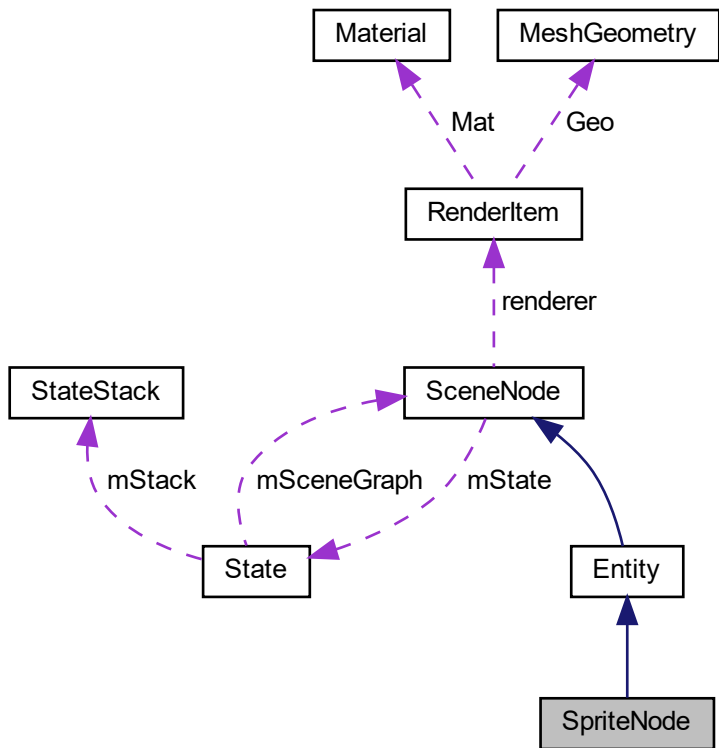 Material
MeshGeometry
Mat
Geo
RenderItem
renderer
StateStack
SceneNode
mStack
mSceneGraph
mState
State
Entity
SpriteNode